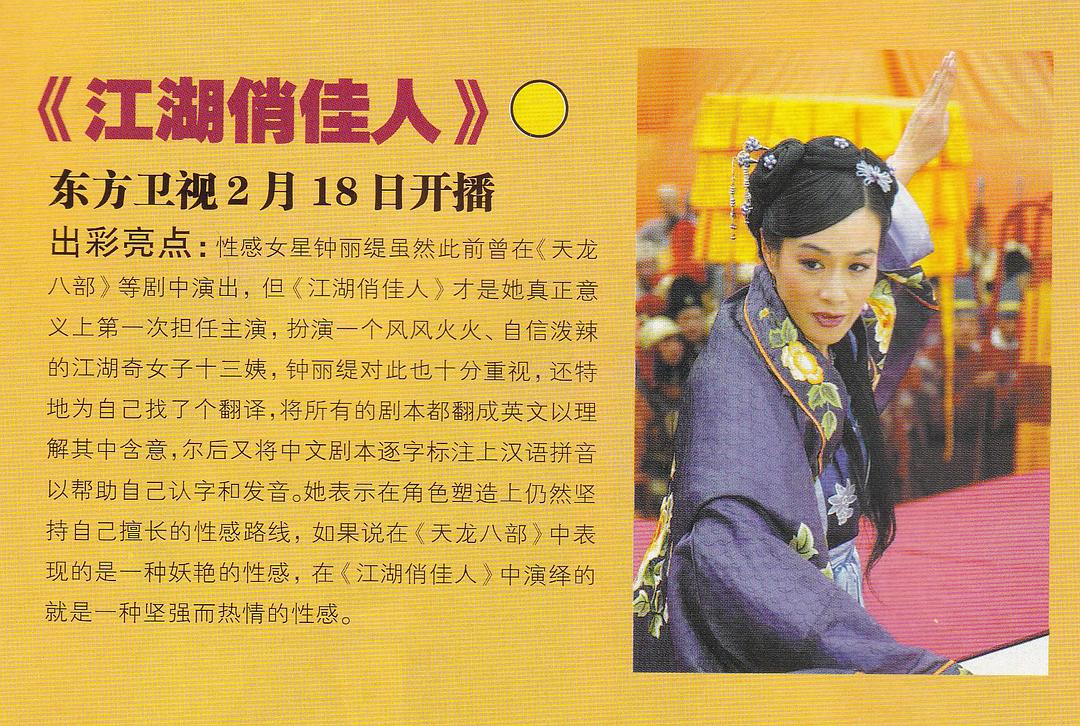 《江湖俏佳人》
东方卫视2月18日开播
出彩亮点：性感女星钟丽缇虽然此前曾在《天龙
八部》等剧中演出，但《江湖俏佳人》才是她真正意
义上第一次担任主演，扮演一个风风火火、自信泼辣
的江湖奇女子十三姨，钟丽缇对此也十分重视，还特
地为自己找了个翻译，将所有的剧本都翻成英文以理
解其中含意，尔后又将中文剧本逐字标注上汉语拼音
以帮助自己认字和发音。她表示在角色塑造上仍然坚
持自己擅长的性感路线，如果说在《天龙八部》中表
现的是一种妖艳的性感，在《江湖俏佳人》中演绎的
就是一种坚强而热情的性感。